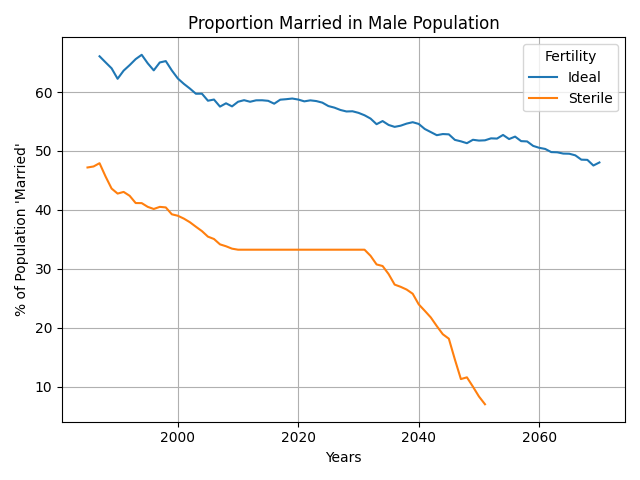 Proportion Married in Male Population
% of Population 'Married'
60
50
40
30
20
10
Fertility
Ideal
Sterile
2000
2020
2040
2060
Years